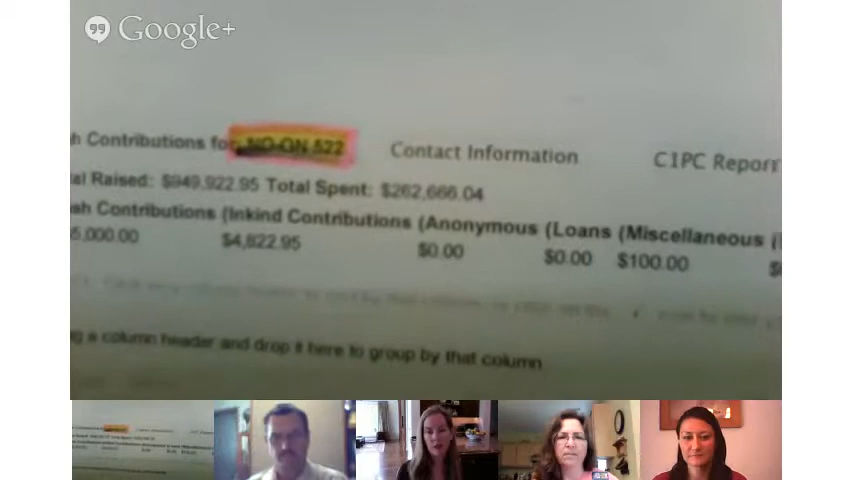 Google+
h Contributions for: NO-ON 522 Contact Information CIPC Report
al Raised: $949,922.95 Total Spent: $262,666.04
ash Contributions (Inkind Contributions (Anonymous (Loans (Miscellaneous (
5,000.00 $4,822.95 $0.00 $0.00 $100.00 $
g a column header and drop it here to group by that column